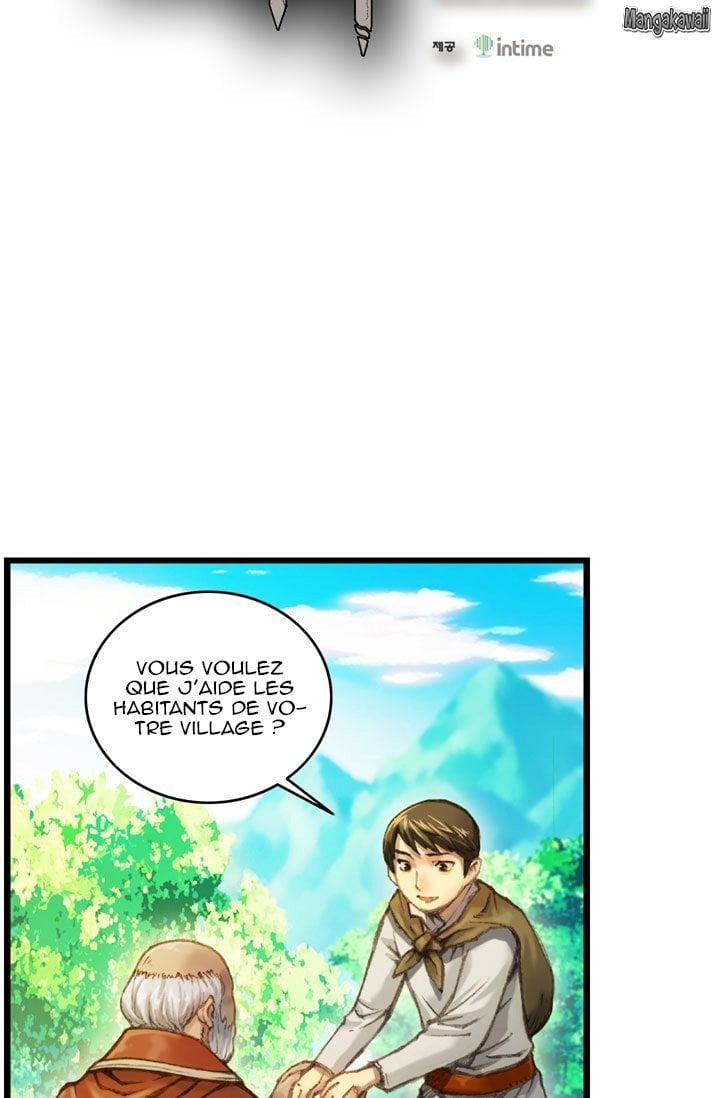 Mangakawaii
제공 intime
VOUS VOULEZ
QUE J'AIDE LES
HABITANTS DE VO-
TRE VILLAGE ?